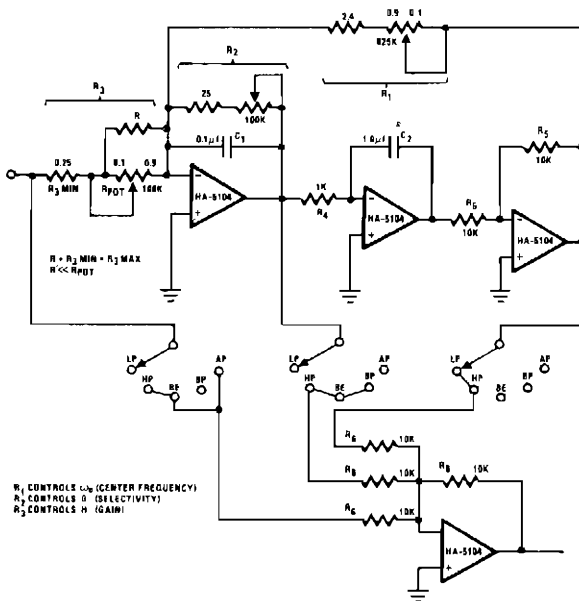 2.4
0.9 0.1
825K
R1
R2
25
100K
R3
R
0.1µf C1
1.0µf C2
R5
10K
0.25
0.1 0.9
R3 MIN
RPOT 100K
HA-5104
1K
R4
HA-5104
R6
10K
HA-5104
R + R3 MIN = R3 MAX
R << RPOT
LP
HP
BE
BP
AP
LP
HP
BE
BP
AP
LP
HP
BE
BP
AP
R6 10K
R8 10K
R8 10K
R6 10K
HA-5104
R1 CONTROLS (CENTER FREQUENCY)
R2 CONTROLS (SELECTIVITY)
R3 CONTROLS H (GAIN)